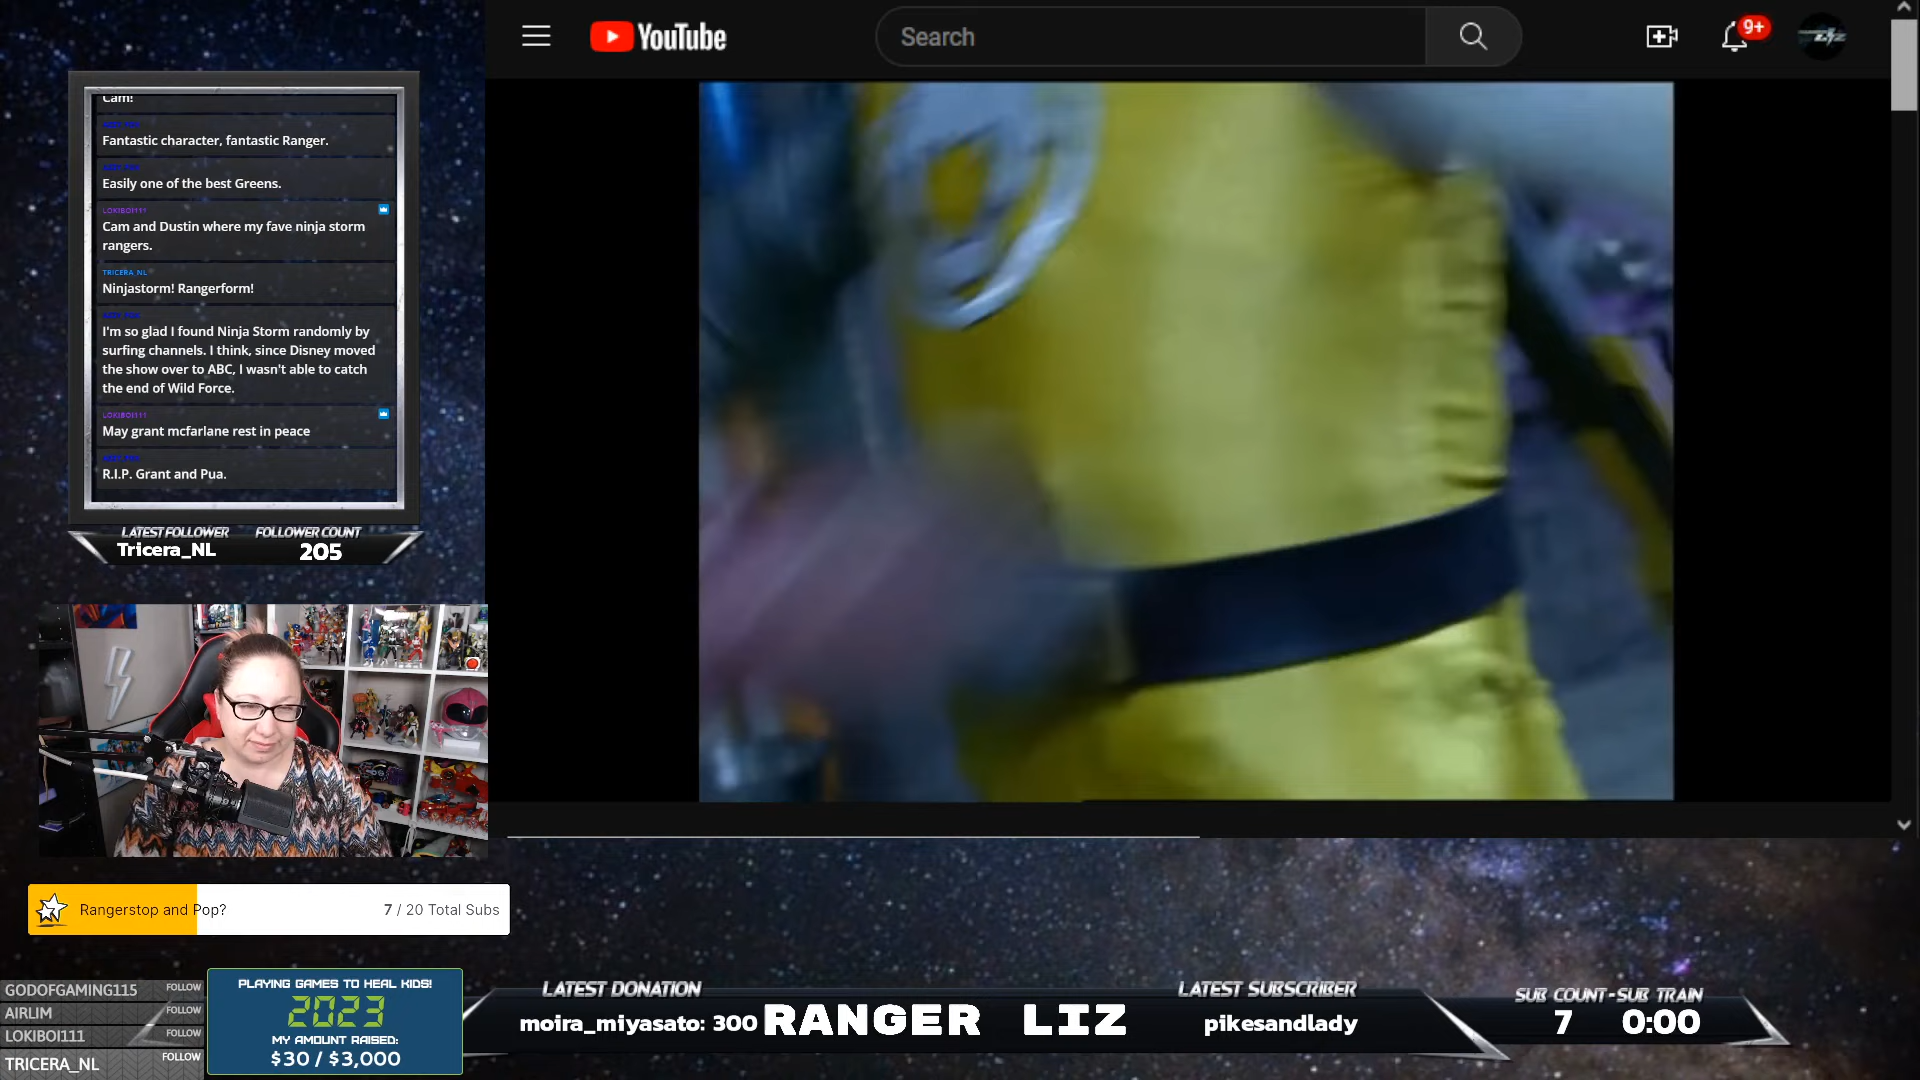 YouTube
Search
9+
Cam!
Fantastic character, fantastic Ranger.
Easily one of the best Greens.
LOKIBOI111
Cam and Dustin where my fave ninja storm
rangers.
TRICERA_NL
Ninjastorm! Rangerform!
I'm so glad I found Ninja Storm randomly by
surfing channels. I think, since Disney moved
the show over to ABC, I wasn't able to catch
the end of Wild Force.
LOKIBOI111
May grant mcfarlane rest in peace
R.I.P. Grant and Pua.
LATEST FOLLOWER
Tricera_NL
FOLLOWER COUNT
205
Rangerstop and Pop?
7 / 20 Total Subs
GODOFGAMING115 FOLLOW
AIRLIM FOLLOW
LOKIBOI111 FOLLOW
TRICERA_NL FOLLOW
PLAYING GAMES TO HEAL KIDS!
2023
MY AMOUNT RAISED:
$30 / $3,000
LATEST DONATION
moira_miyasato: 300
RANGER LIZ
LATEST SUBSCRIBER
pikesandlady
SUB COUNT - SUB TRAIN
7 0:00